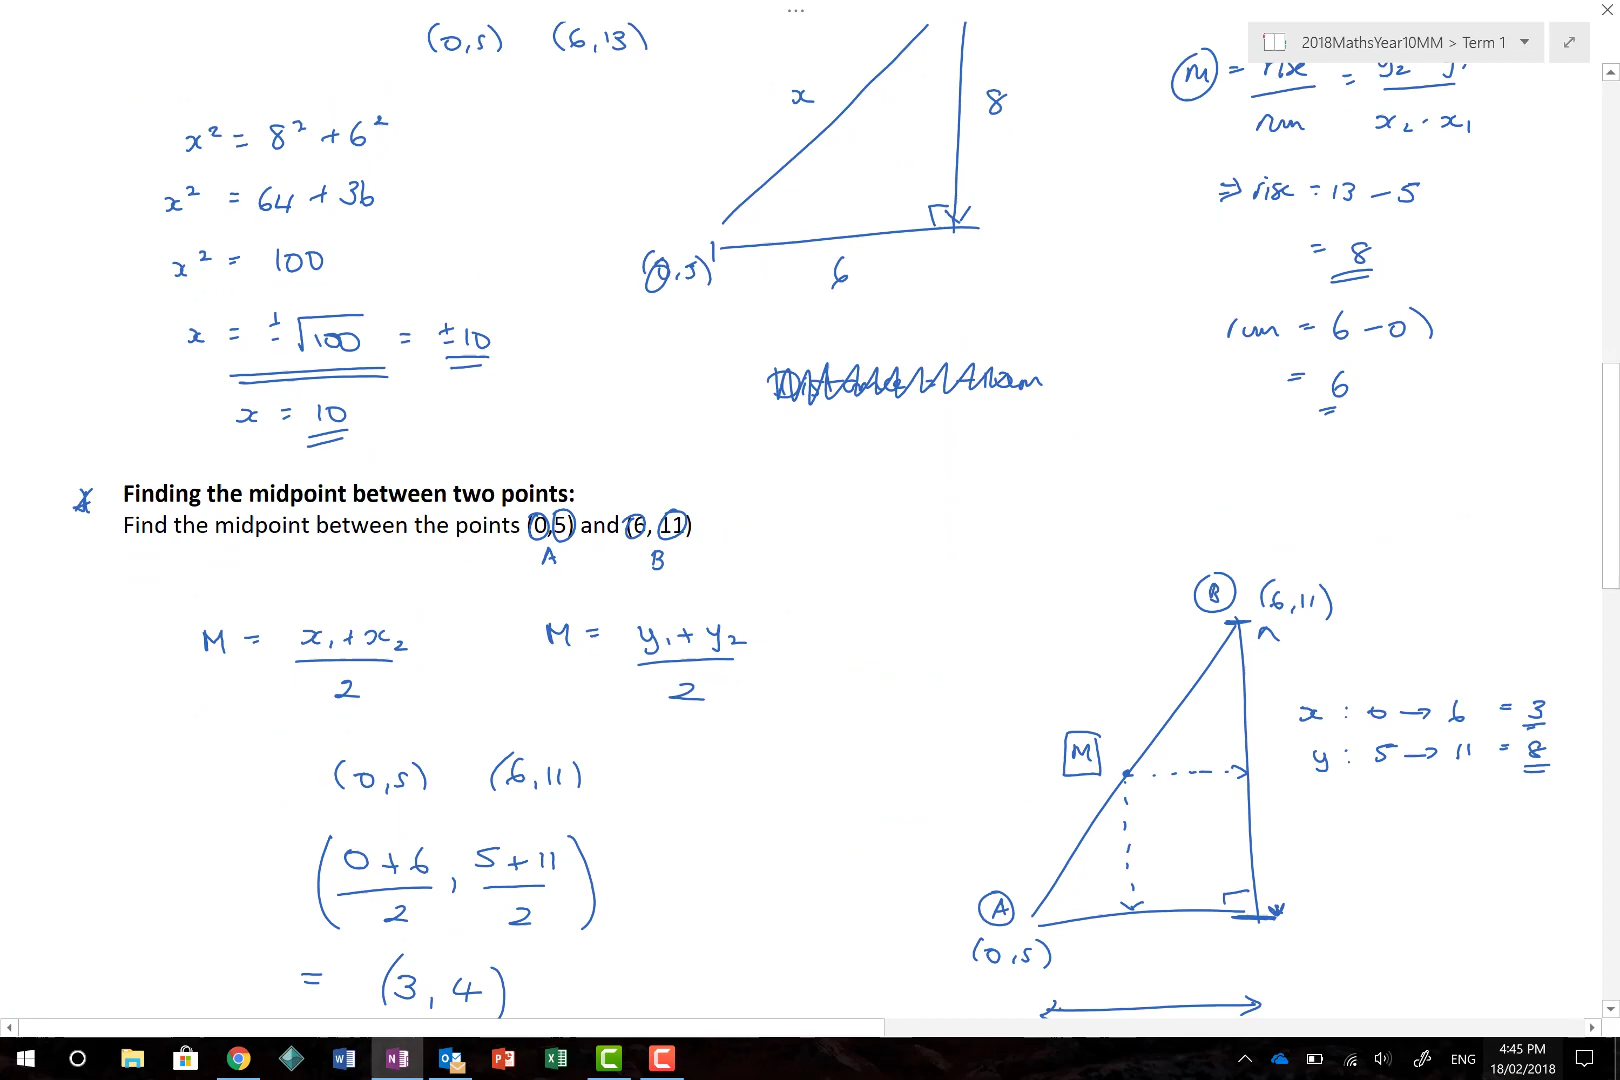 2018MathsYear10MM > Term 1
(0,5) (6,13)
x² = 8² + 6²
x² = 64 + 36
x² = 100
x = ±√100 = ±10
x = 10
x
8
(0,5)
6
m = rise/run = y₂ - y₁/x₂ - x₁
⇒ rise = 13 - 5
= 8
run = 6 - 0)
= 6
Finding the midpoint between two points:
Find the midpoint between the points (0,5) and (6, 11)
A B
M = x₁ + x₂/2 M = y₁ + y₂/2
(0,5) (6,11)
(0+6/2, 5+11/2)
= (3, 4)
B (6,11)
M
A
(0,5)
x : 0 → 6 = 3
y : 5 → 11 = 8
ENG
4:45 PM
18/02/2018